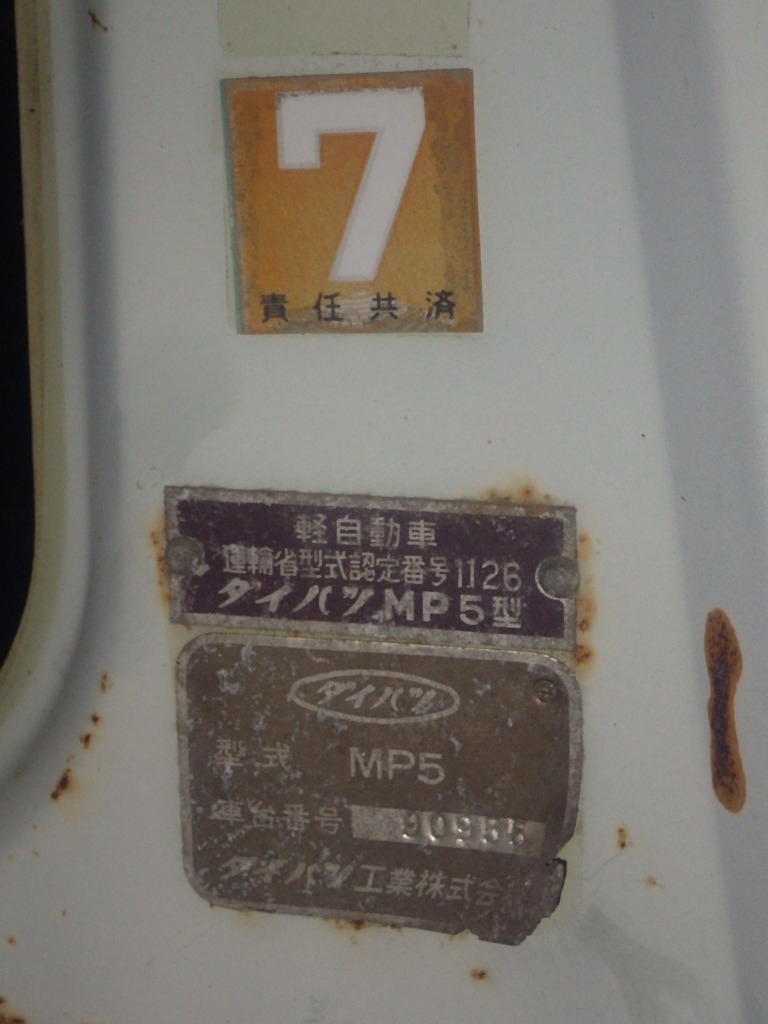 7
責任共済
軽自動車
運輸省型式認定番号1126
ダイハツMP5型
ダイハツ
型式 MP5
車台番号 90955
ダイハツ工業株式会